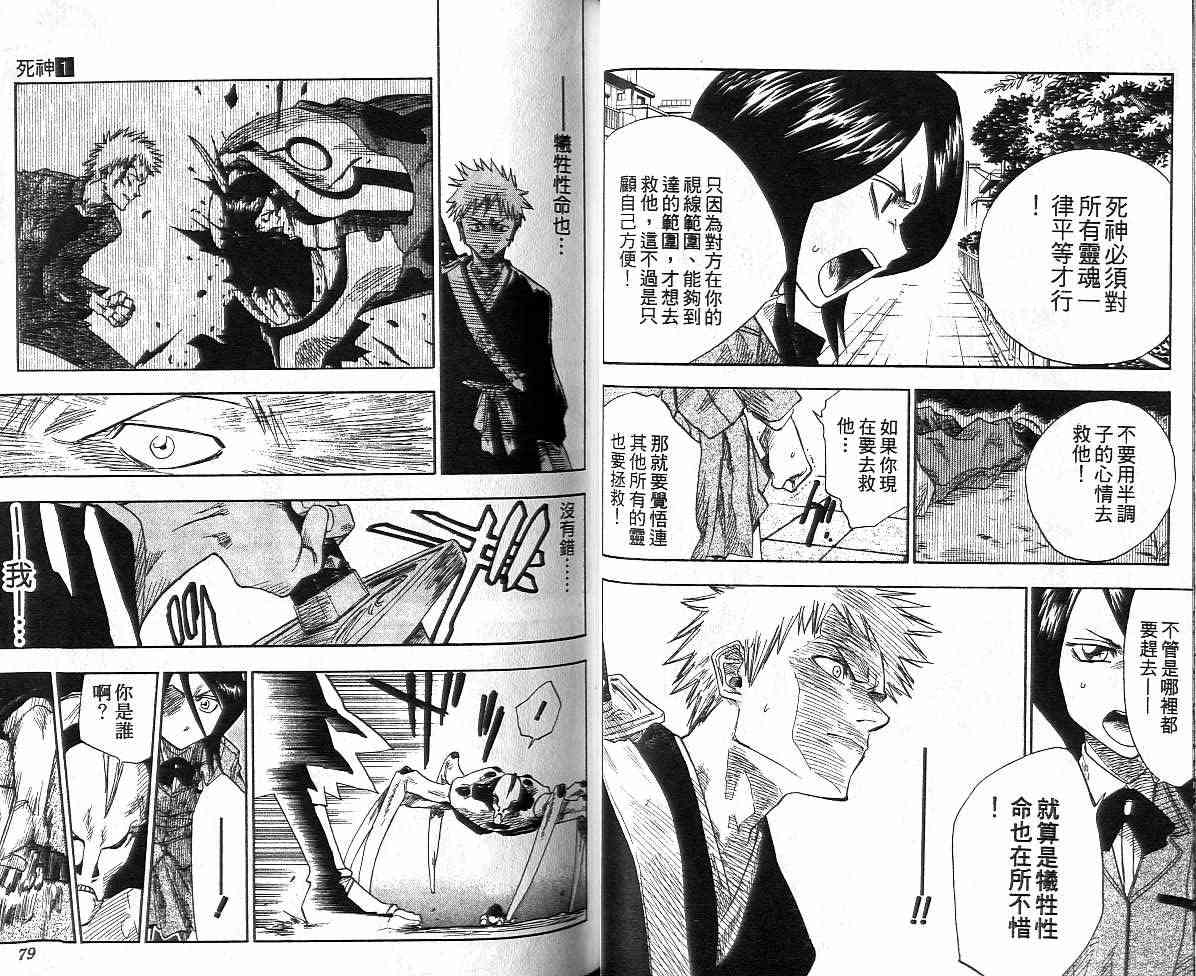 死神必須對
所有靈魂一
律平等才行
！
只因為對方在你的
視線範圍、能夠到
達的範圍，才想去
救他，這不過是只
顧自己方便！
不要用半調
子的心情去
救他！
如果你現
在要去救
他…
那就要覺悟連
其他所有的靈
也要拯救！
不管是哪裡都
要趕去——
就算是犧牲性
命也在所不惜
！
——!!
死神1
——犧牲性命也…
沒有錯……
我——…
！
——！
你是誰
啊？
79